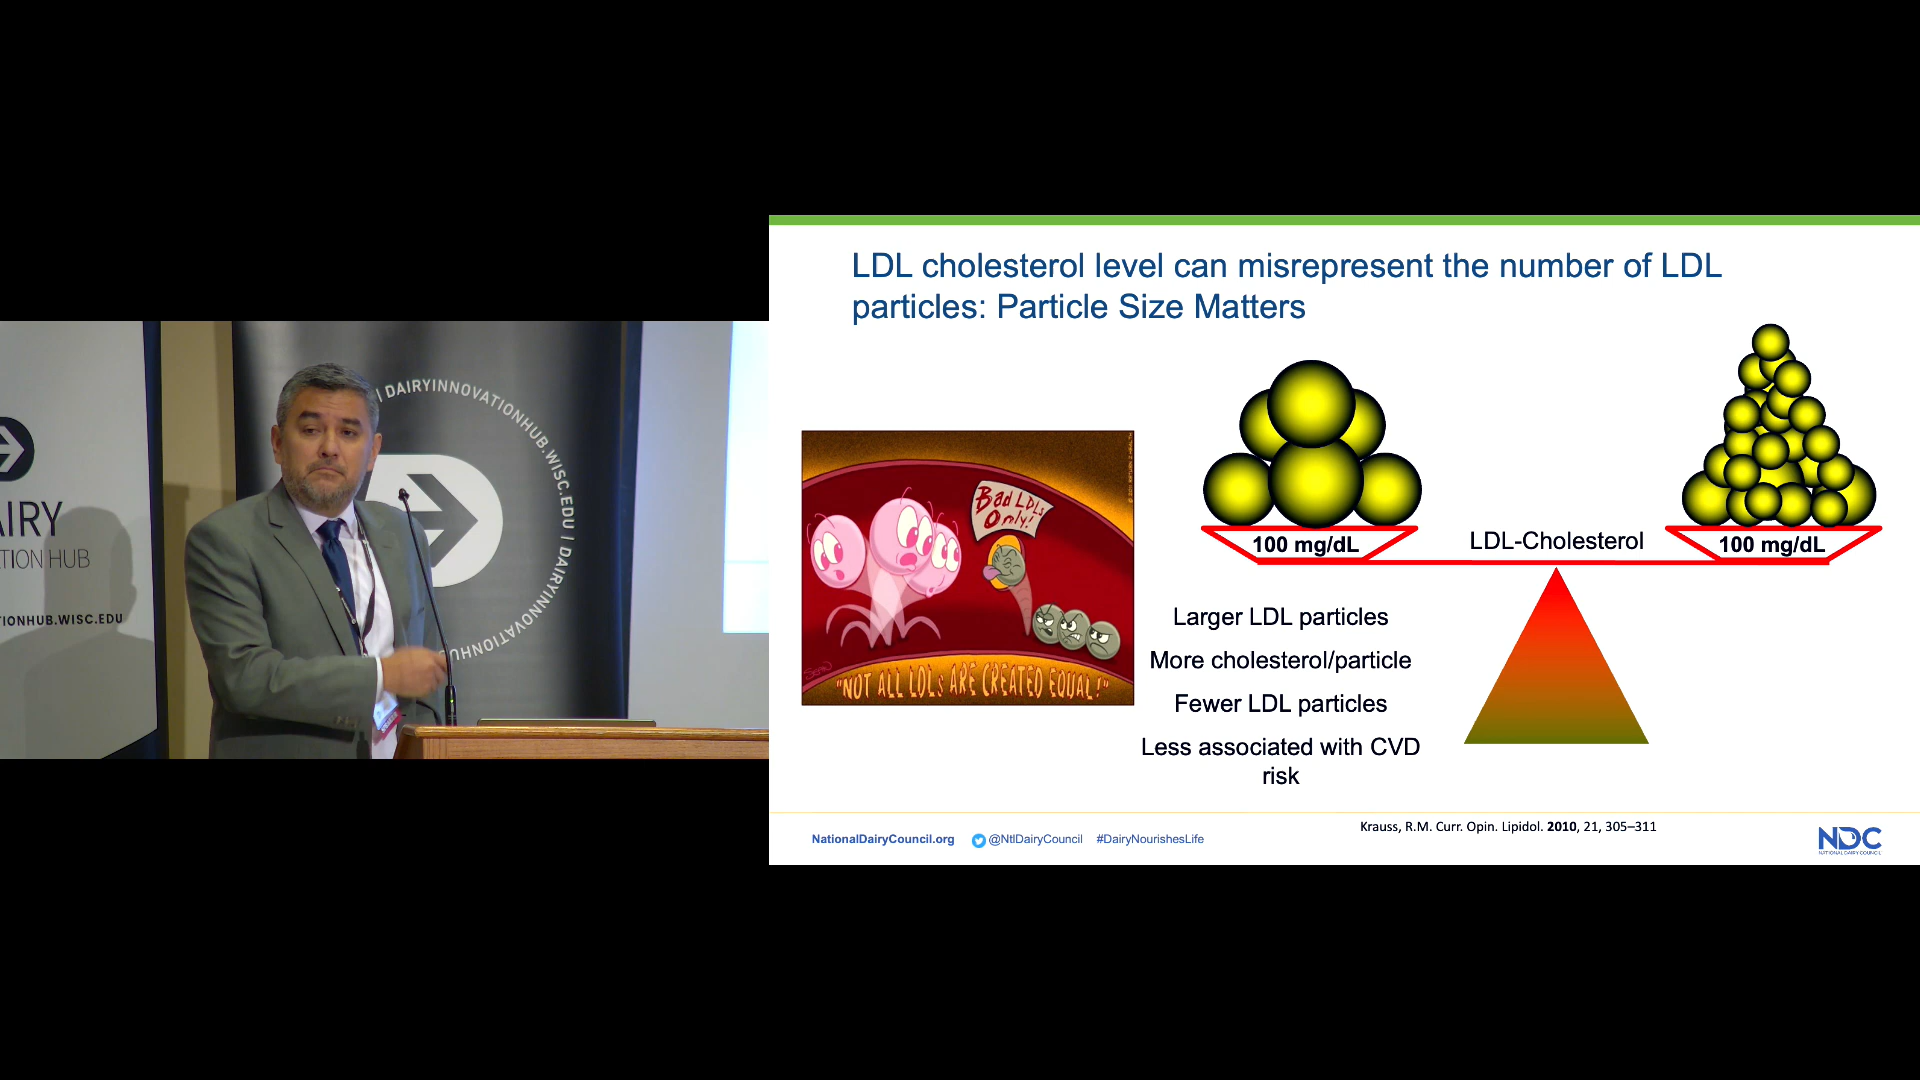 AIRY
TION HUB
TIONHUB.WISC.EDU
| DAIRYINNOVATIONHUB.WISC.EDU | DAIRYINNOVATIONHUB
LDL cholesterol level can misrepresent the number of LDL
particles: Particle Size Matters
Bad LDLs
Only!
"NOT ALL LDLs ARE CREATED EQUAL!"
100 mg/dL
LDL-Cholesterol
100 mg/dL
Larger LDL particles
More cholesterol/particle
Fewer LDL particles
Less associated with CVD
risk
Krauss, R.M. Curr. Opin. Lipidol. 2010, 21, 305–311
NationalDairyCouncil.org @NtlDairyCouncil #DairyNourishesLife
NDC
NATIONAL DAIRY COUNCIL